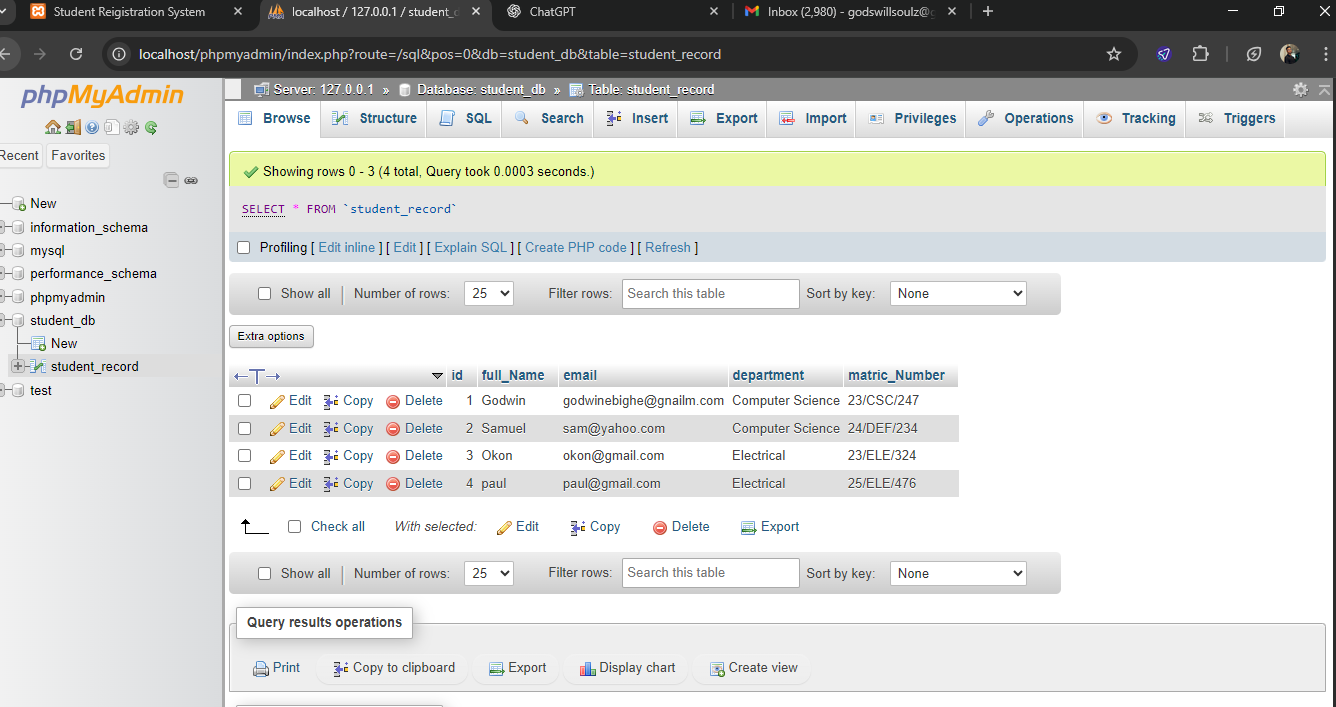 Student Reigistration System
localhost / 127.0.0.1 / student_
ChatGPT
Inbox (2,980) - godswillsoulz@
localhost/phpmyadmin/index.php?route=/sql&pos=0&db=student_db&table=student_record
phpMyAdmin
Recent Favorites
New
information_schema
mysql
performance_schema
phpmyadmin
student_db
New
student_record
test
Server: 127.0.0.1 » Database: student_db » Table: student_record
Browse Structure SQL Search Insert Export Import Privileges Operations Tracking Triggers
Showing rows 0 - 3 (4 total, Query took 0.0003 seconds.)
SELECT * FROM `student_record`
Profiling [ Edit inline ] [ Edit ] [ Explain SQL ] [ Create PHP code ] [ Refresh ]
Show all | Number of rows: 25 Filter rows: Search this table Sort by key: None
Extra options
id full_Name email department matric_Number
Edit Copy Delete 1 Godwin godwinebighe@gnailm.com Computer Science 23/CSC/247
Edit Copy Delete 2 Samuel sam@yahoo.com Computer Science 24/DEF/234
Edit Copy Delete 3 Okon okon@gmail.com Electrical 23/ELE/324
Edit Copy Delete 4 paul paul@gmail.com Electrical 25/ELE/476
Check all With selected: Edit Copy Delete Export
Show all | Number of rows: 25 Filter rows: Search this table Sort by key: None
Query results operations
Print Copy to clipboard Export Display chart Create view